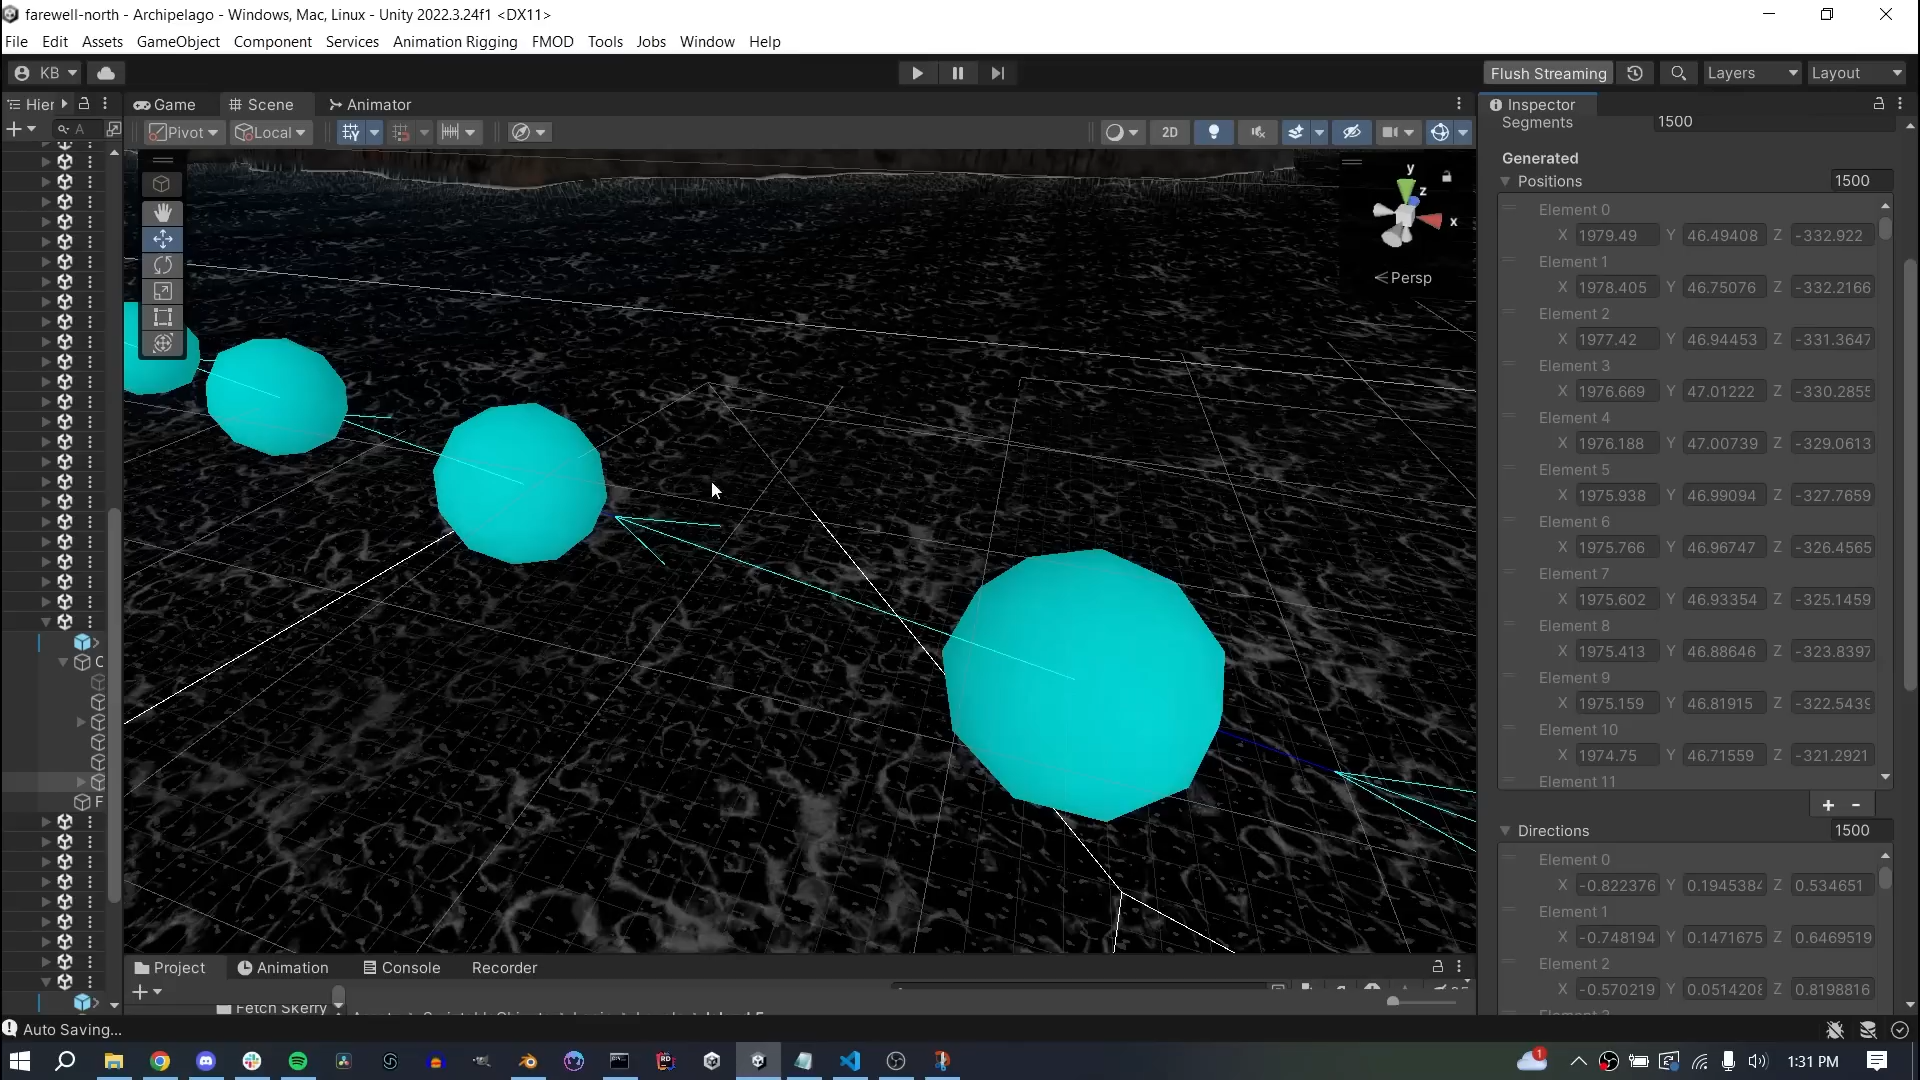 farewell-north - Archipelago - Windows, Mac, Linux - Unity 2022.3.24f1 <DX11>
File Edit Assets GameObject Component Services Animation Rigging FMOD Tools Jobs Window Help
KB
Flush Streaming
Layers
Layout
Hier
Game
Scene
Animator
Inspector
A
Pivot
Local
2D
Segments 1500
Generated
Positions 1500
Element 0
X 1979.49 Y 46.49408 Z -332.922
Element 1
X 1978.405 Y 46.75076 Z -332.2166
Element 2
X 1977.42 Y 46.94453 Z -331.3647
Element 3
X 1976.669 Y 47.01222 Z -330.2855
Element 4
X 1976.188 Y 47.00739 Z -329.0613
Element 5
X 1975.938 Y 46.99094 Z -327.7659
Element 6
X 1975.766 Y 46.96747 Z -326.4565
Element 7
X 1975.602 Y 46.93354 Z -325.1459
Element 8
X 1975.413 Y 46.88646 Z -323.8397
Element 9
X 1975.159 Y 46.81915 Z -322.5439
Element 10
X 1974.75 Y 46.71559 Z -321.2921
Element 11
+ -
Directions 1500
Element 0
X -0.822376 Y 0.1945384 Z 0.534651
Element 1
X -0.748194 Y 0.1471675 Z 0.6469519
Element 2
X -0.570219 Y 0.0514208 Z 0.8198816
y
z
x
Persp
C
F
Project
Animation
Console
Recorder
Fetch Skerry
Auto Saving...
1
1:31 PM